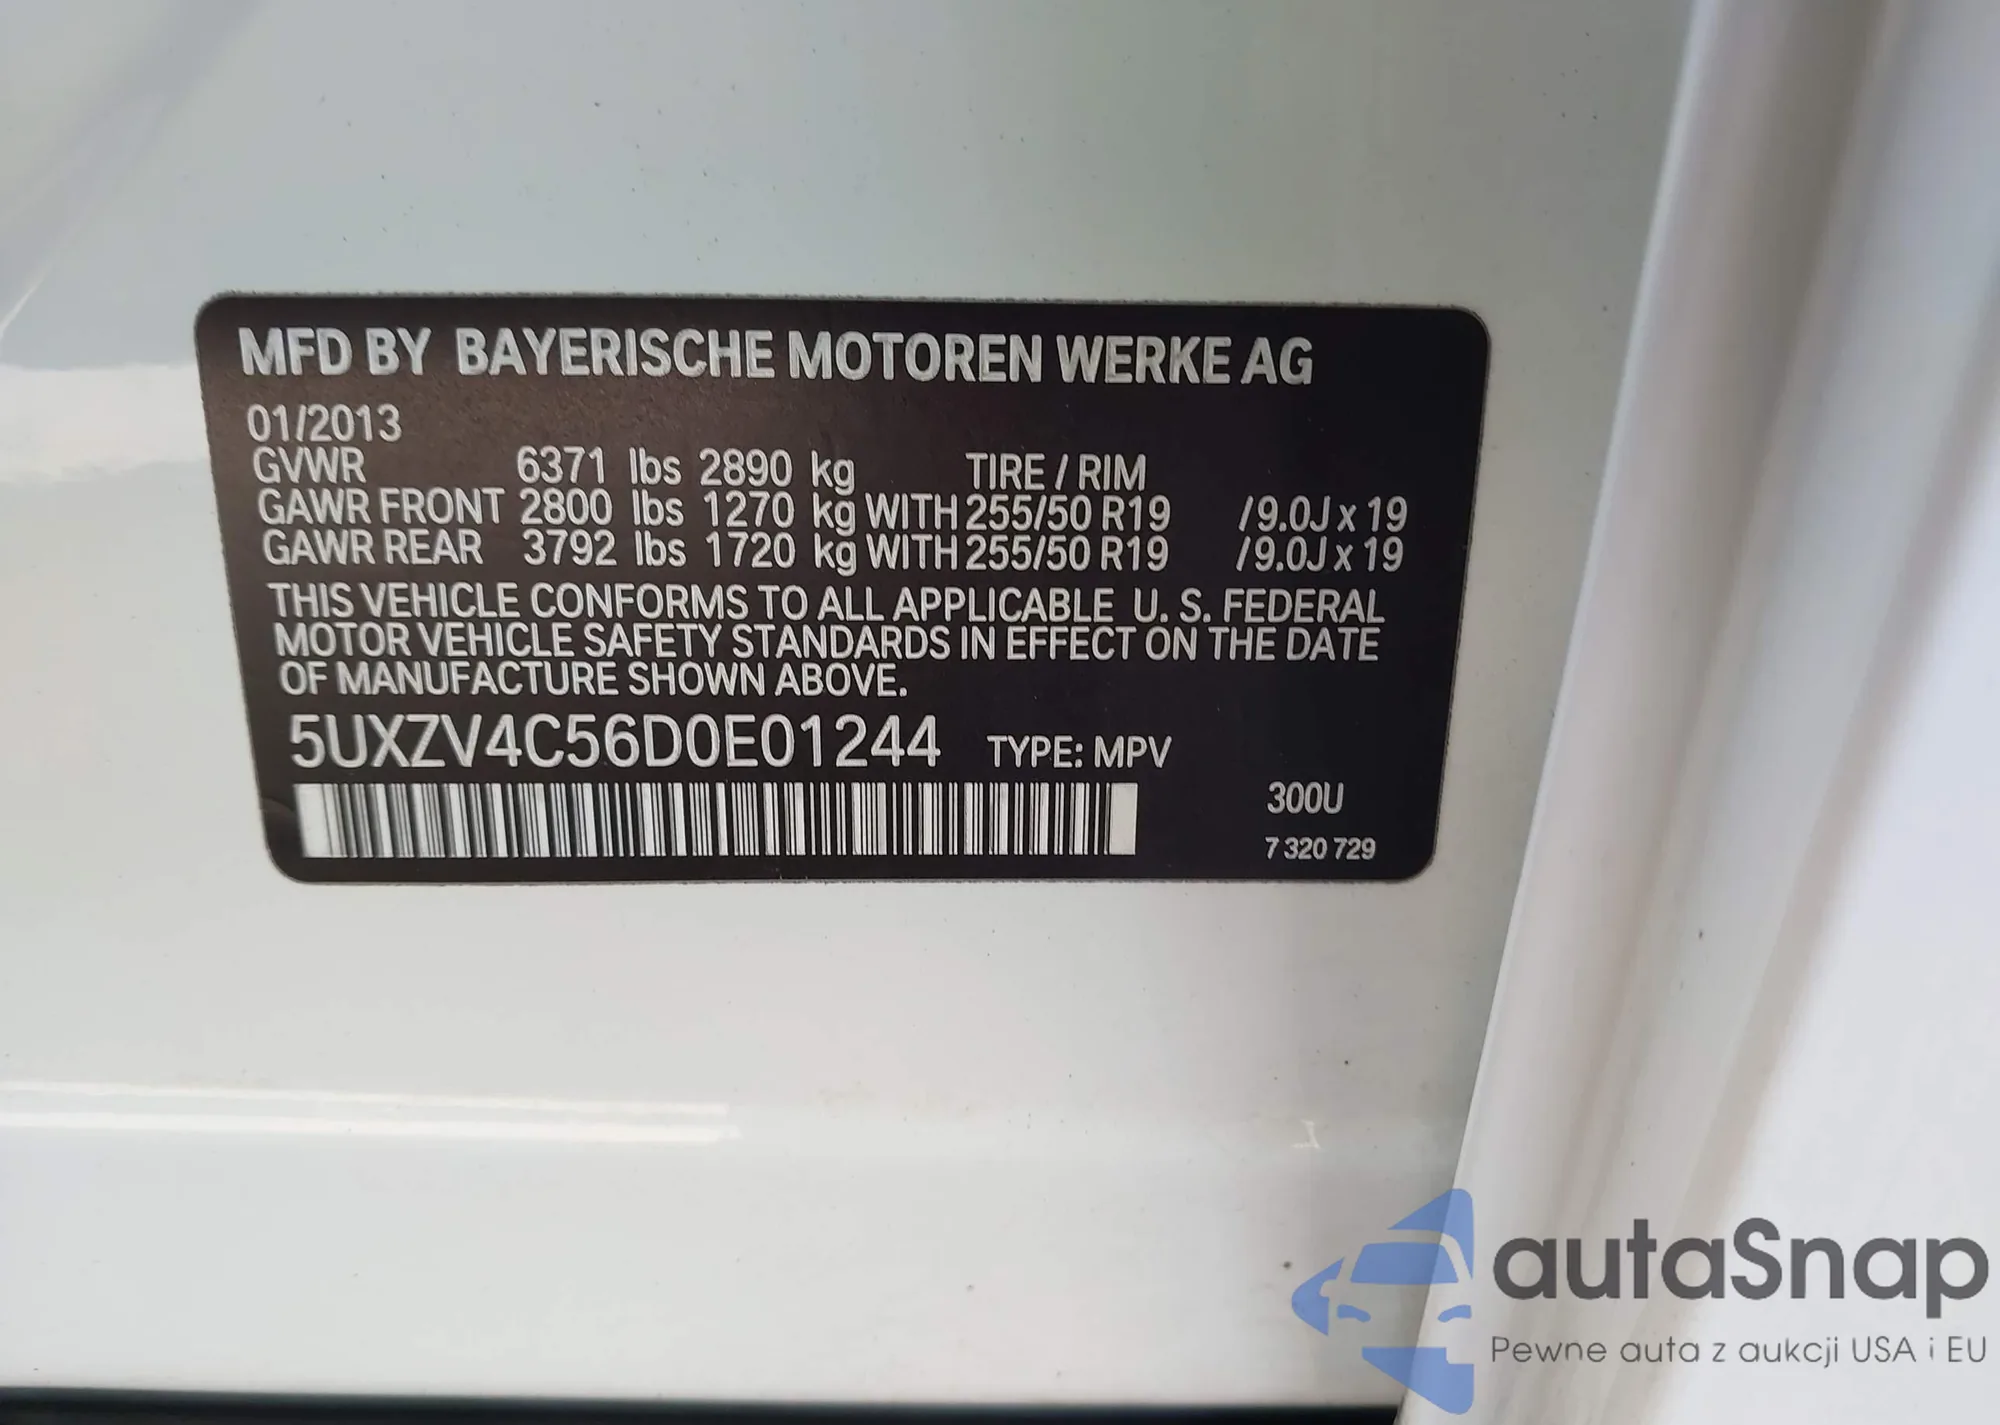 MFD BY BAYERISCHE MOTOREN WERKE AG
01/2013
GVWR 6371 lbs 2890 kg TIRE / RIM
GAWR FRONT 2800 lbs 1270 kg WITH 255/50 R19 /9.0J x 19
GAWR REAR 3792 lbs 1720 kg WITH 255/50 R19 /9.0J x 19
THIS VEHICLE CONFORMS TO ALL APPLICABLE U. S. FEDERAL
MOTOR VEHICLE SAFETY STANDARDS IN EFFECT ON THE DATE
OF MANUFACTURE SHOWN ABOVE.
5UXZV4C56D0E01244 TYPE: MPV
300U
7 320 729
autaSnap
Pewne auta z aukcji USA i EU